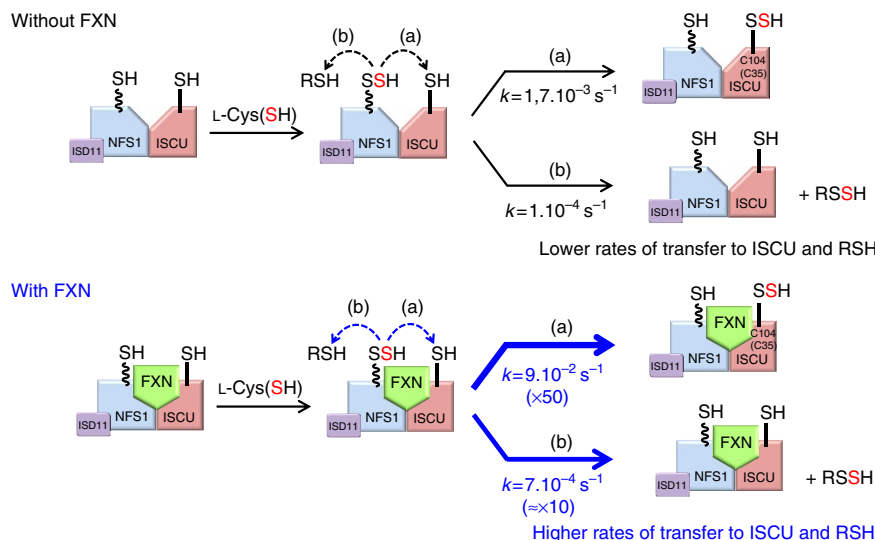 Without FXN
SH SH
NFS1 ISCU
ISD11
L-Cys(SH)
(b) (a)
RSH SSH SH
NFS1 ISCU
ISD11
(a)
k=1,7.10⁻³ s⁻¹
(b)
k=1.10⁻⁴ s⁻¹
SH SSH
C104
(C35)
NFS1 ISCU
ISD11
SH SH
NFS1 ISCU
ISD11
+ RSSH
Lower rates of transfer to ISCU and RSH
With FXN
SH SH
FXN
NFS1 ISCU
ISD11
L-Cys(SH)
(b) (a)
RSH SSH SH
FXN
NFS1 ISCU
ISD11
(a)
k=9.10⁻² s⁻¹
(×50)
(b)
k=7.10⁻⁴ s⁻¹
(≈×10)
SH SSH
FXN
C104
(C35)
NFS1 ISCU
ISD11
SH SH
FXN
NFS1 ISCU
ISD11
+ RSSH
Higher rates of transfer to ISCU and RSH